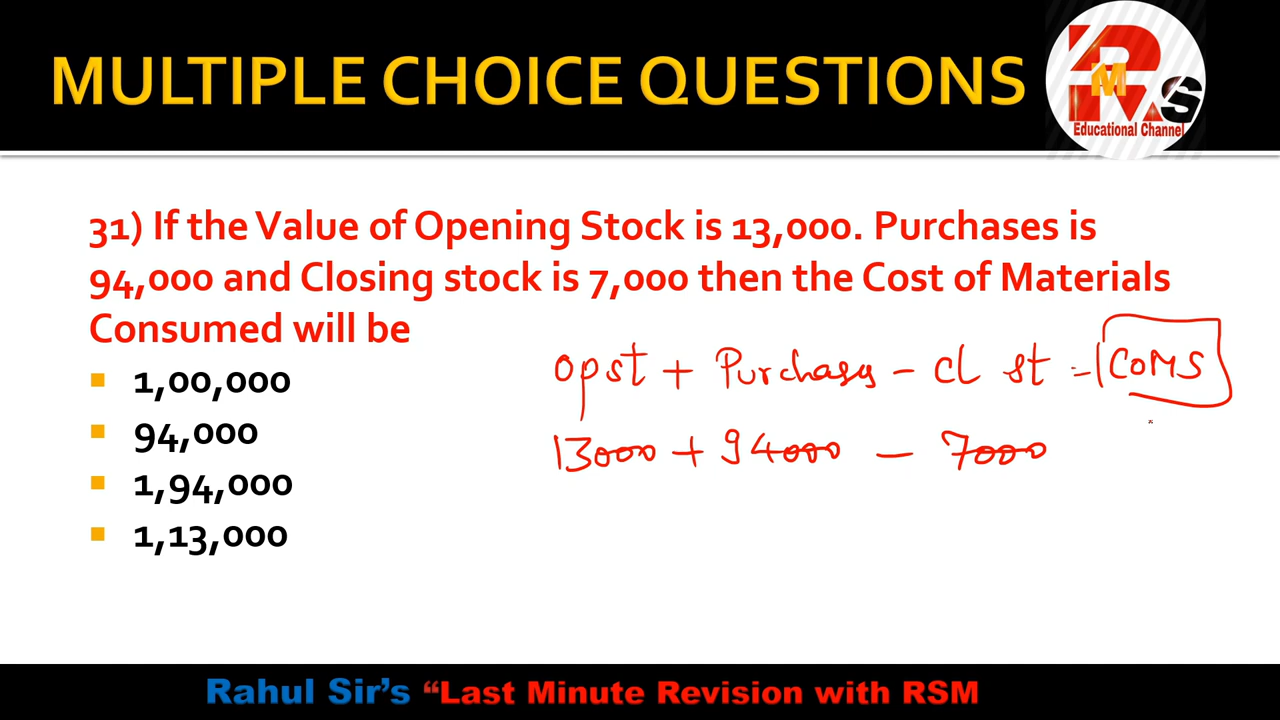 MULTIPLE CHOICE QUESTIONS
RMS
Educational Channel
31) If the Value of Opening Stock is 13,000. Purchases is
94,000 and Closing stock is 7,000 then the Cost of Materials
Consumed will be
1,00,000
94,000
1,94,000
1,13,000
opst + Purchases - cl st = COMS
13000 + 94000 - 7000
Rahul Sir's “Last Minute Revision with RSM